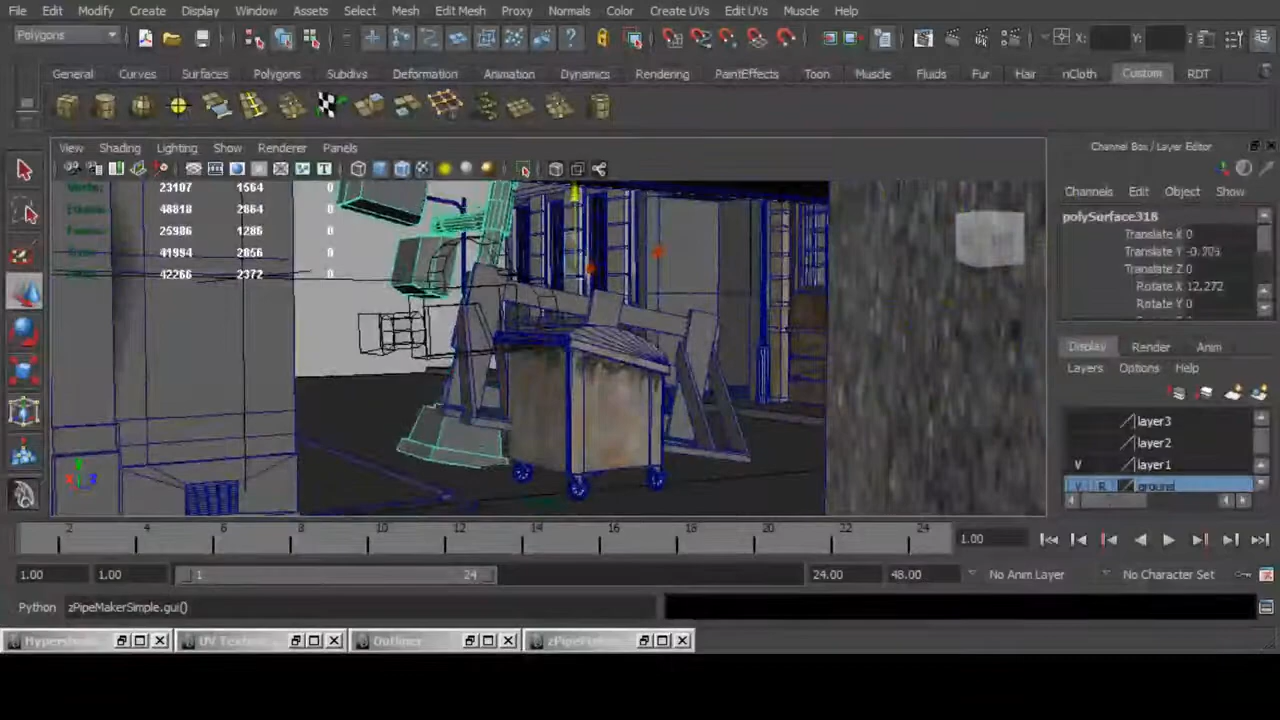 File Edit Modify Create Display Window Assets Select Mesh Edit Mesh Proxy Normals Color Create UVs Edit UVs Muscle Help
Polygons X: Y:
General Curves Surfaces Polygons Subdivs Deformation Animation Dynamics Rendering PaintEffects Toon Muscle Fluids Fur Hair nCloth Custom RDT
View Shading Lighting Show Renderer Panels
Channel Box / Layer Editor
Channels Edit Object Show
23107 1564 0
48818 2664 0
25986 1286 0
41994 2856 0
42266 2372 0
polySurface318
Translate X 0
Translate Y
Translate Z 0
Rotate X 12.272
Rotate Y 0
Display Render Anim
Layers Options Help
layer3
layer2
V layer1
V R ground
2 4 6 8 10 12 14 16 18 20 22 24
1.00
1.00 1.00 1 24 24.00 48.00 No Anim Layer No Character Set
Python zPipeMakerSimple.gui()
Outliner